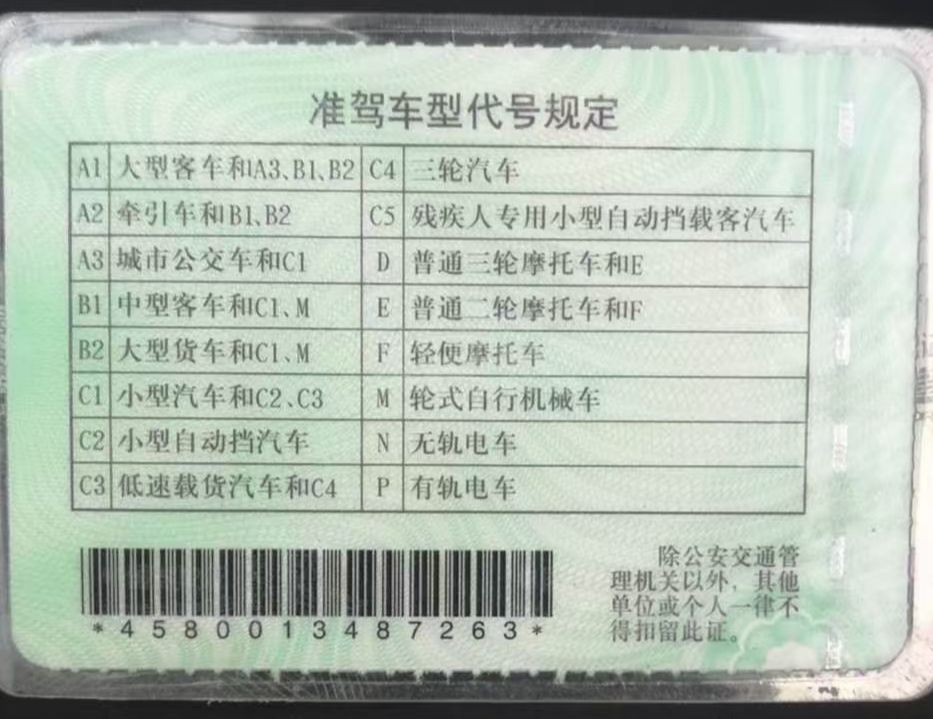 准驾车型代号规定
A1 大型客车和A3、B1、B2 C4 三轮汽车
A2 牵引车和B1、B2 C5 残疾人专用小型自动挡载客汽车
A3 城市公交车和C1 D 普通三轮摩托车和E
B1 中型客车和C1、M E 普通二轮摩托车和F
B2 大型货车和C1、M F 轻便摩托车
C1 小型汽车和C2、C3 M 轮式自行机械车
C2 小型自动挡汽车 N 无轨电车
C3 低速载货汽车和C4 P 有轨电车
除公安交通管
理机关以外，其他
单位或个人一律不
得扣留此证。
*4580013487263*